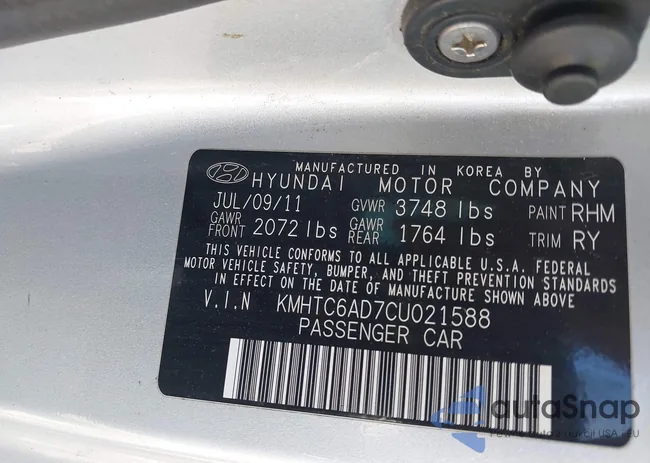 MANUFACTURED IN KOREA BY
HYUNDAI MOTOR COMPANY
JUL/09/11 GVWR 3748 lbs PAINT RHM
GAWR FRONT 2072 lbs GAWR REAR 1764 lbs TRIM RY
THIS VEHICLE CONFORMS TO ALL APPLICABLE U.S.A. FEDERAL
MOTOR VEHICLE SAFETY, BUMPER, AND THEFT PREVENTION STANDARDS
IN EFFECT ON THE DATE OF MANUFACTURE SHOWN ABOVE
V.I.N KMHTC6AD7CU021588
PASSENGER CAR
autoSnap
USA